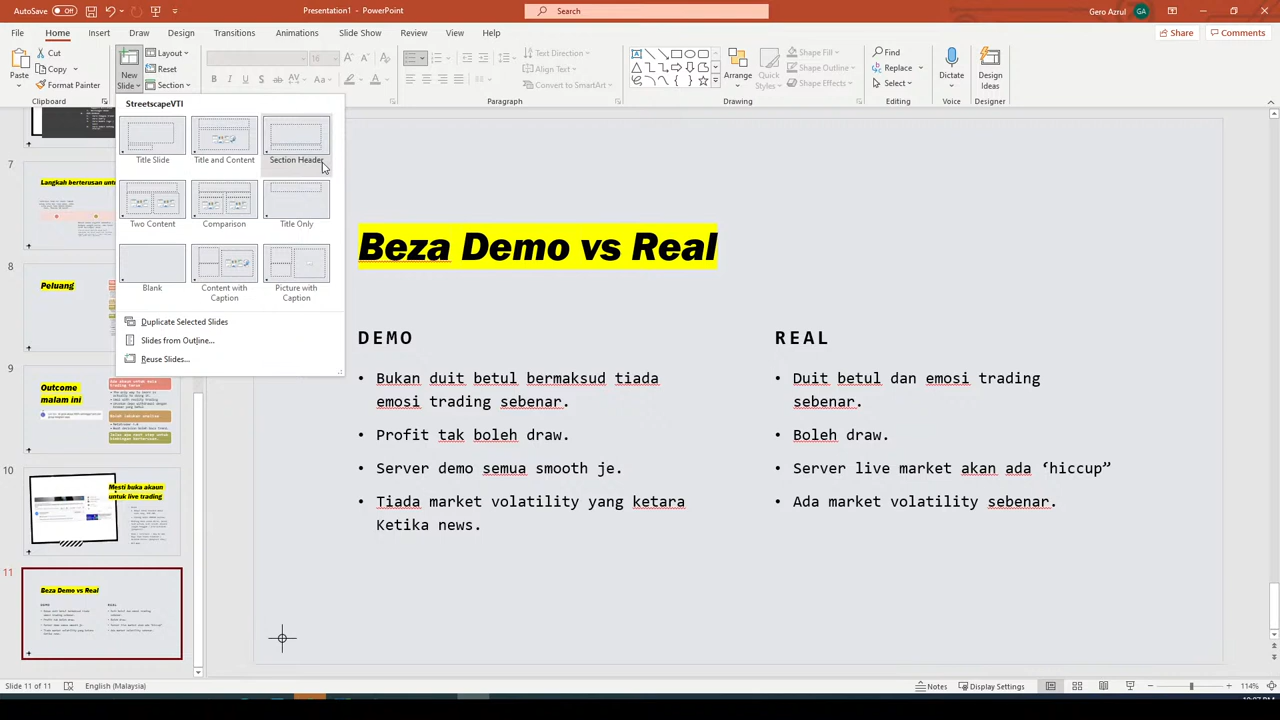 AutoSave Off
Presentation1 - PowerPoint
Search
Gero Azrul
GA
File Home Insert Draw Design Transitions Animations Slide Show Review View Help
Share Comments
Paste
Cut
Copy
Format Painter
New
Slide
Layout
Reset
Section
16
Text Direction
Align Text
Convert to SmartArt
Arrange
Quick
Styles
Shape Fill
Shape Outline
Shape Effects
Find
Replace
Select
Dictate
Design
Ideas
Clipboard
Paragraph
Drawing
Editing
Voice
Designer
StreetscapeVTI
Title Slide
Title and Content
Section Header
Two Content
Comparison
Title Only
Blank
Content with
Caption
Picture with
Caption
Duplicate Selected Slides
Slides from Outline...
Reuse Slides...
7
Langkah berterusan untu
8
Peluang
9
Outcome
malam ini
10
Mesti buka akaun
untuk live trading
11
Beza Demo vs Real
Beza Demo vs Real
DEMO
• Bukan duit betul bermaksud tiada
emosi trading sebenar.
• Profit tak boleh draw.
• Server demo semua smooth je.
• Tiada market volatility yang ketara
Ketika news.
REAL
• Duit betul dan emosi trading
sebenar.
• Boleh draw.
• Server live market akan ada ‘hiccup”
• Ada market volatility sebenar.
Slide 11 of 11
English (Malaysia)
Notes
Display Settings
114%